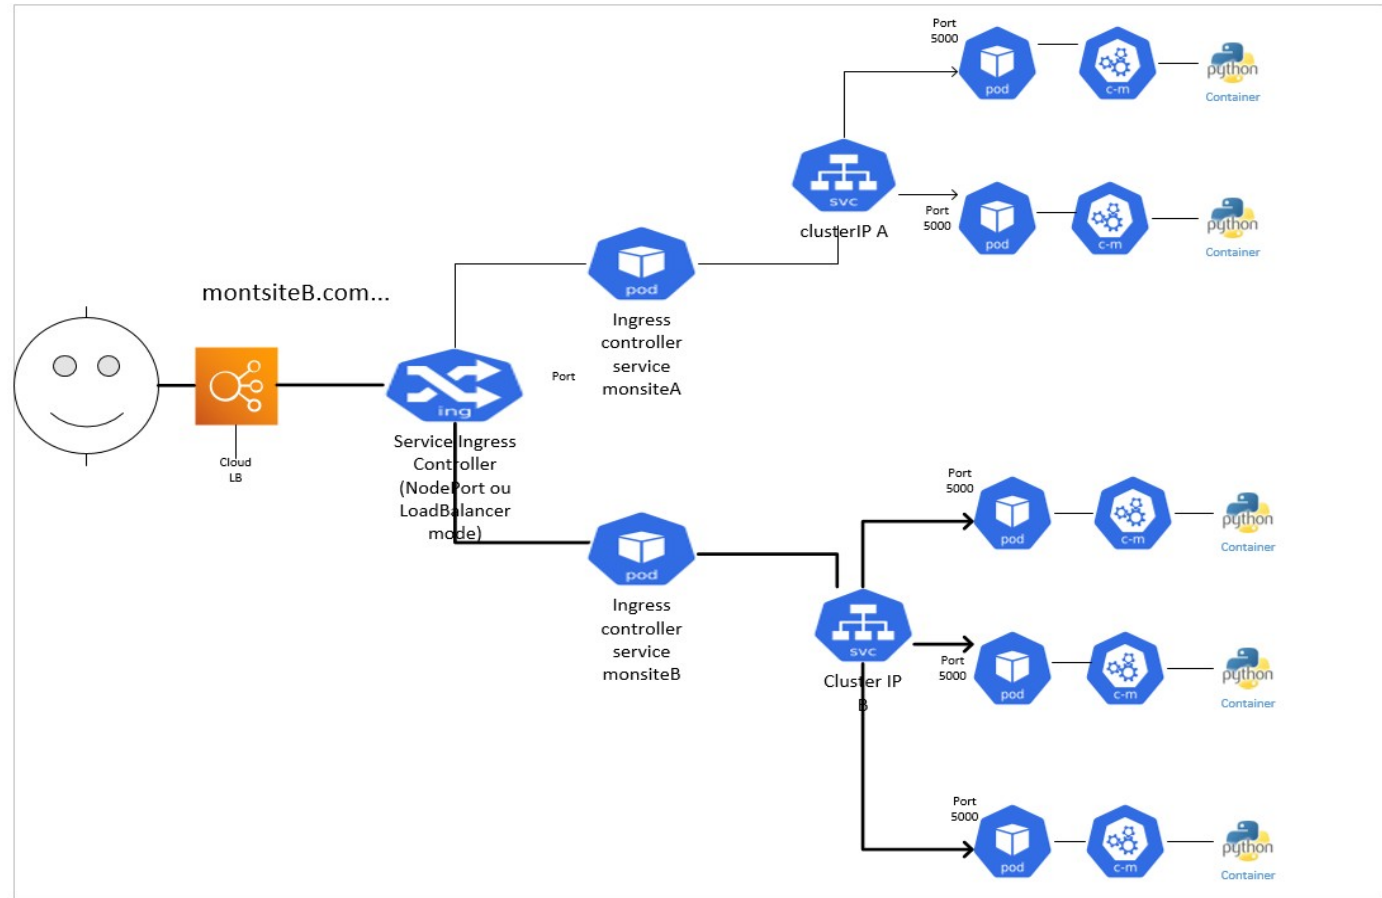 Port
5000
pod
c-m
python
Container
svc
clusterIP A
Port
5000
pod
c-m
python
Container
montsiteB.com...
pod
Ingress
controller
service
monsiteA
Port
ing
Service Ingress
Controller
(NodePort ou
LoadBalancer
mode)
Cloud
LB
Port
5000
pod
c-m
python
Container
pod
Ingress
controller
service
monsiteB
svc
Cluster IP
B
Port
5000
pod
c-m
python
Container
Port
5000
pod
c-m
python
Container